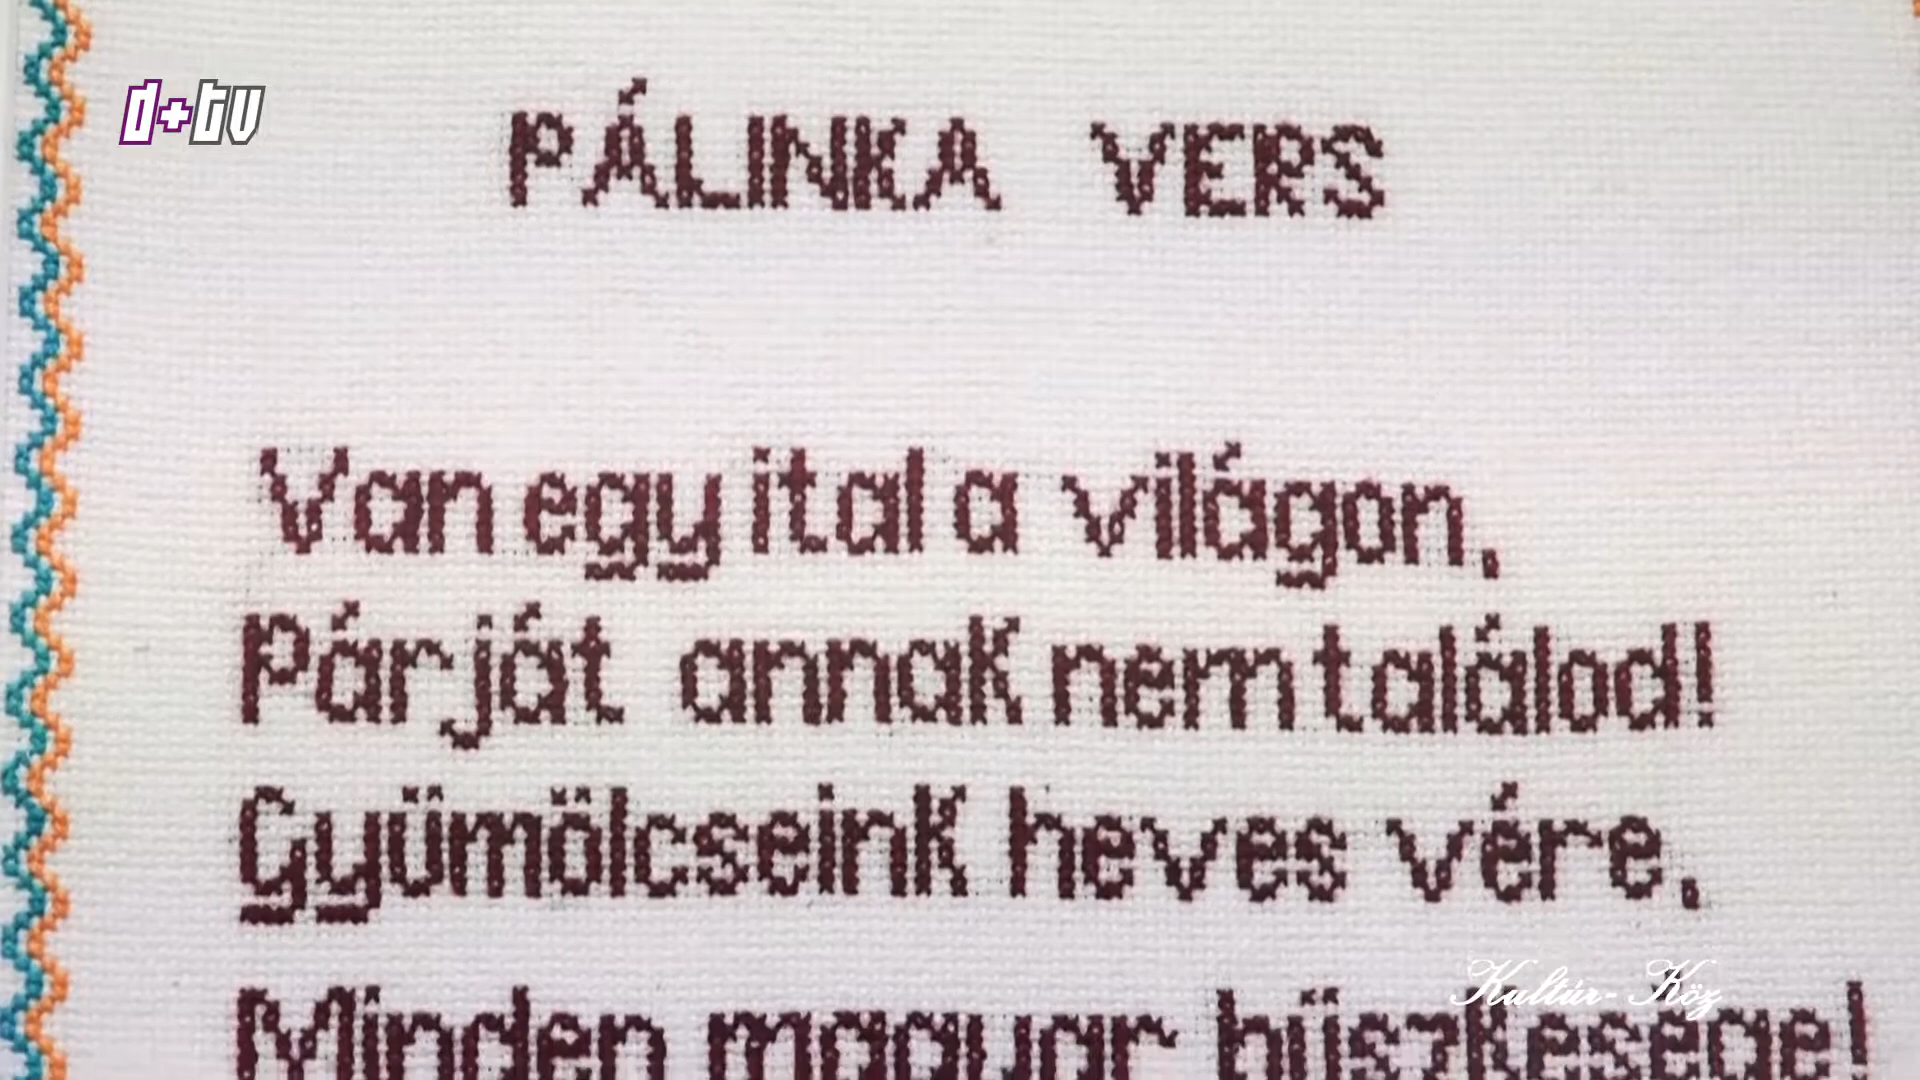 d+tv
PÁLINKA VERS
Van egy ital a világon,
Párját annak nem találod!
Gyümölcseink heves vére,
Minden magyar büszkesége!
Kultúr-Köz